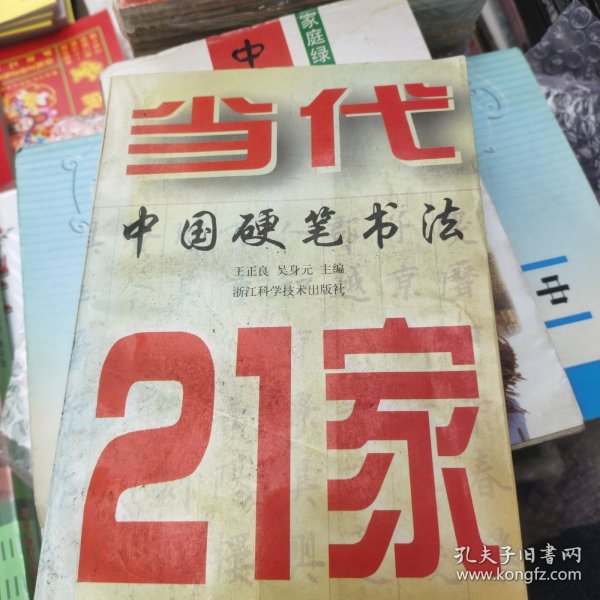 当代
中国硬笔书法
王正良 吴身元 主编
浙江科学技术出版社
21家
中
家庭绿
孔夫子旧书网
www.kongfz.com